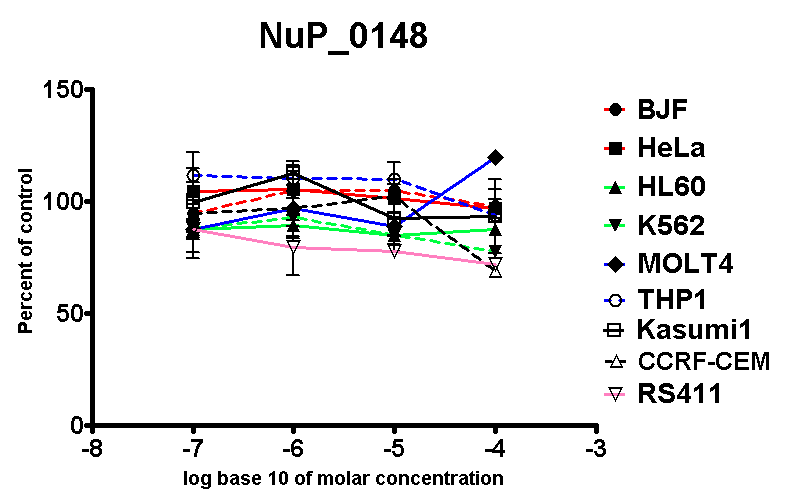 NuP_0148
150
100
50
0
Percent of control
-8
-7
-6
-5
-4
-3
log base 10 of molar concentration
BJF
HeLa
HL60
K562
MOLT4
THP1
Kasumi1
CCRF-CEM
RS411